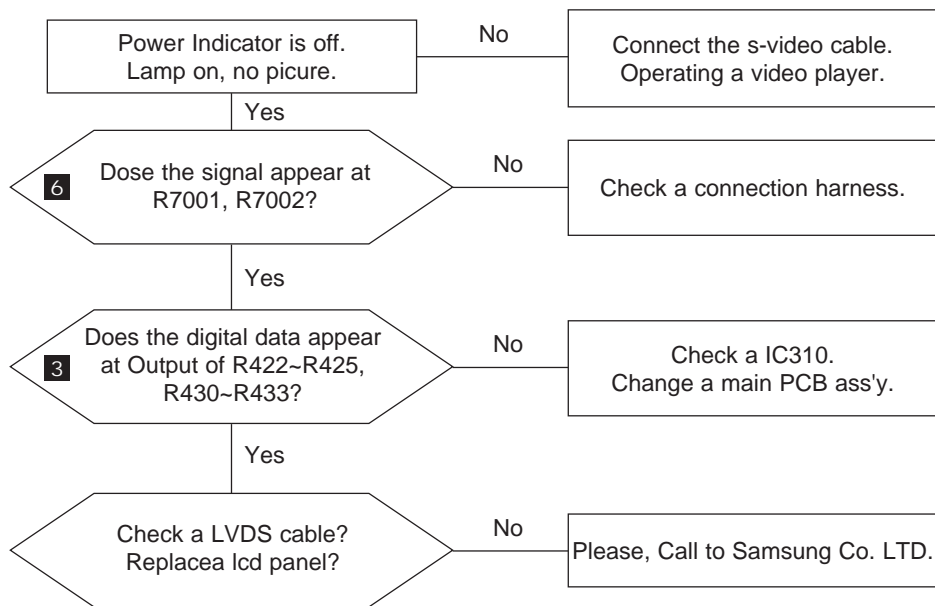 Power Indicator is off.
Lamp on, no picure.
No
Connect the s-video cable.
Operating a video player.
Yes
6
Dose the signal appear at
R7001, R7002?
No
Check a connection harness.
Yes
3
Does the digital data appear
at Output of R422~R425,
R430~R433?
No
Check a IC310.
Change a main PCB ass'y.
Yes
Check a LVDS cable?
Replacea lcd panel?
No
Please, Call to Samsung Co. LTD.